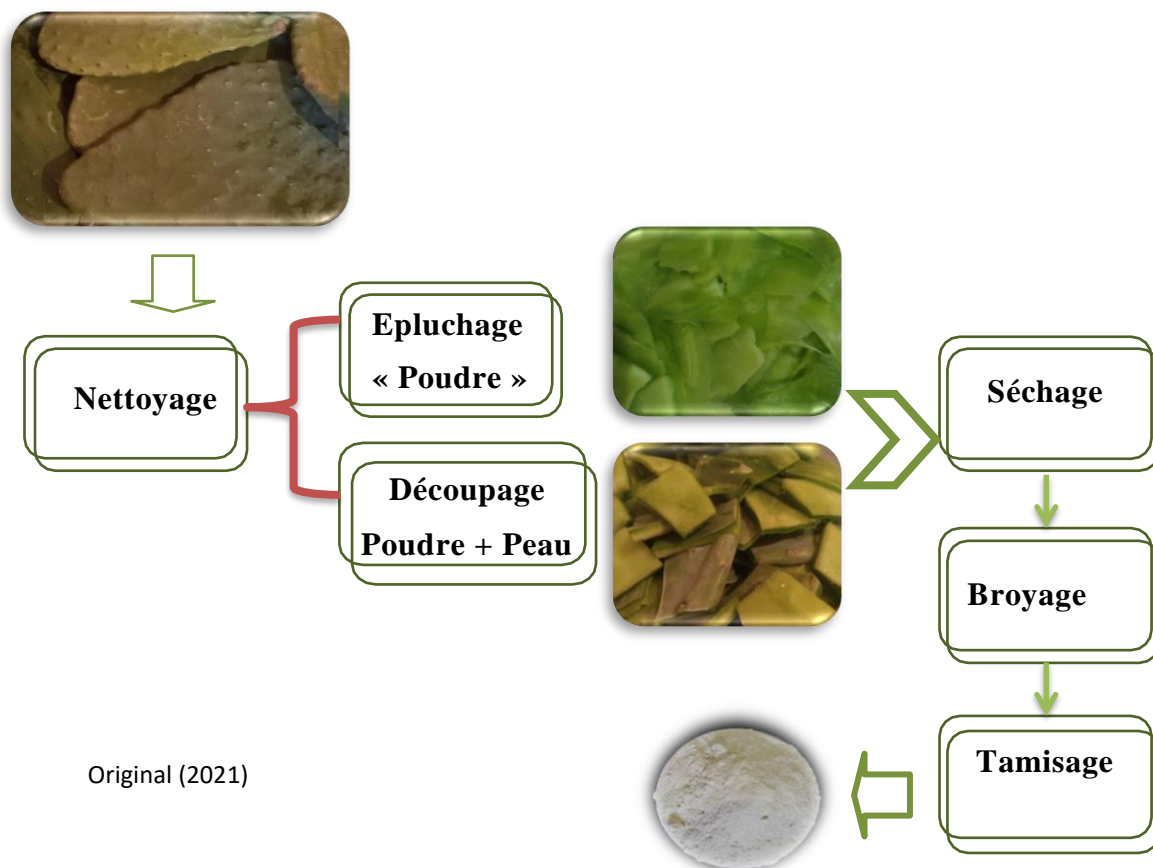 Nettoyage
Epluchage
« Poudre »
Découpage
Poudre + Peau
Séchage
Broyage
Tamisage
Original (2021)